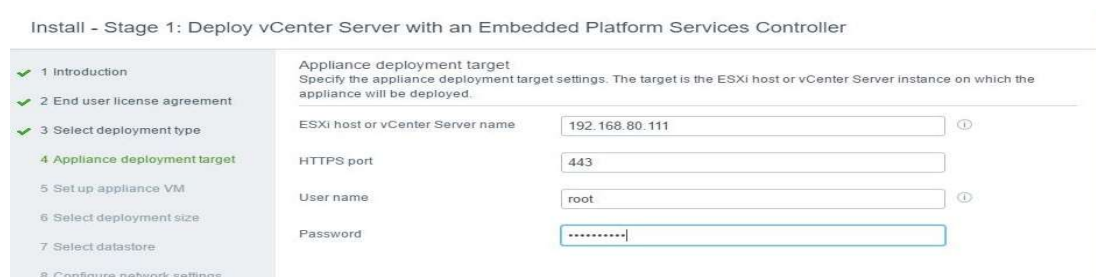 Install - Stage 1: Deploy vCenter Server with an Embedded Platform Services Controller
1 Introduction
2 End user license agreement
3 Select deployment type
4 Appliance deployment target
5 Set up appliance VM
6 Select deployment size
7 Select datastore
8 Configure network settings
Appliance deployment target
Specify the appliance deployment target settings. The target is the ESXi host or vCenter Server instance on which the
appliance will be deployed.
ESXi host or vCenter Server name 192.168.80.111
HTTPS port 443
User name root
Password ••••••••••